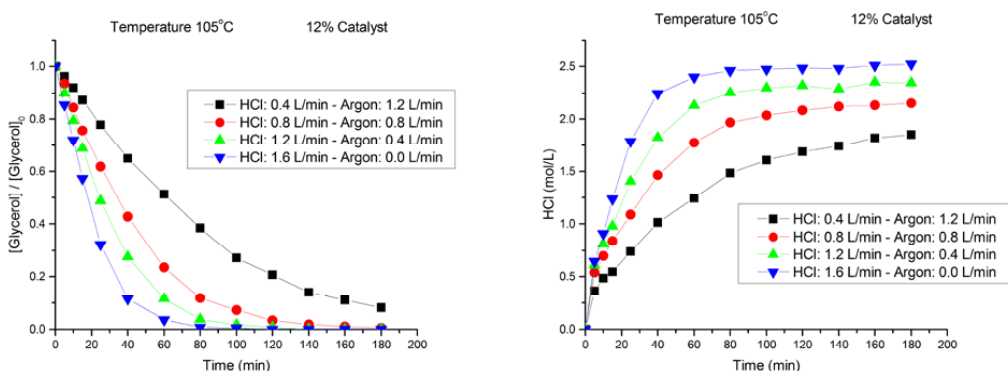 Temperature 105°C 12% Catalyst
1.0
0.8
0.6
0.4
0.2
0.0
[Glycerol] / [Glycerol]0
HCl: 0.4 L/min - Argon: 1.2 L/min
HCl: 0.8 L/min - Argon: 0.8 L/min
HCl: 1.2 L/min - Argon: 0.4 L/min
HCl: 1.6 L/min - Argon: 0.0 L/min
0 20 40 60 80 100 120 140 160 180 200
Time (min)
Temperature 105°C 12% Catalyst
2.5
2.0
1.5
1.0
0.5
0.0
HCl (mol/L)
HCl: 0.4 L/min - Argon: 1.2 L/min
HCl: 0.8 L/min - Argon: 0.8 L/min
HCl: 1.2 L/min - Argon: 0.4 L/min
HCl: 1.6 L/min - Argon: 0.0 L/min
0 20 40 60 80 100 120 140 160 180 200
Time (min)